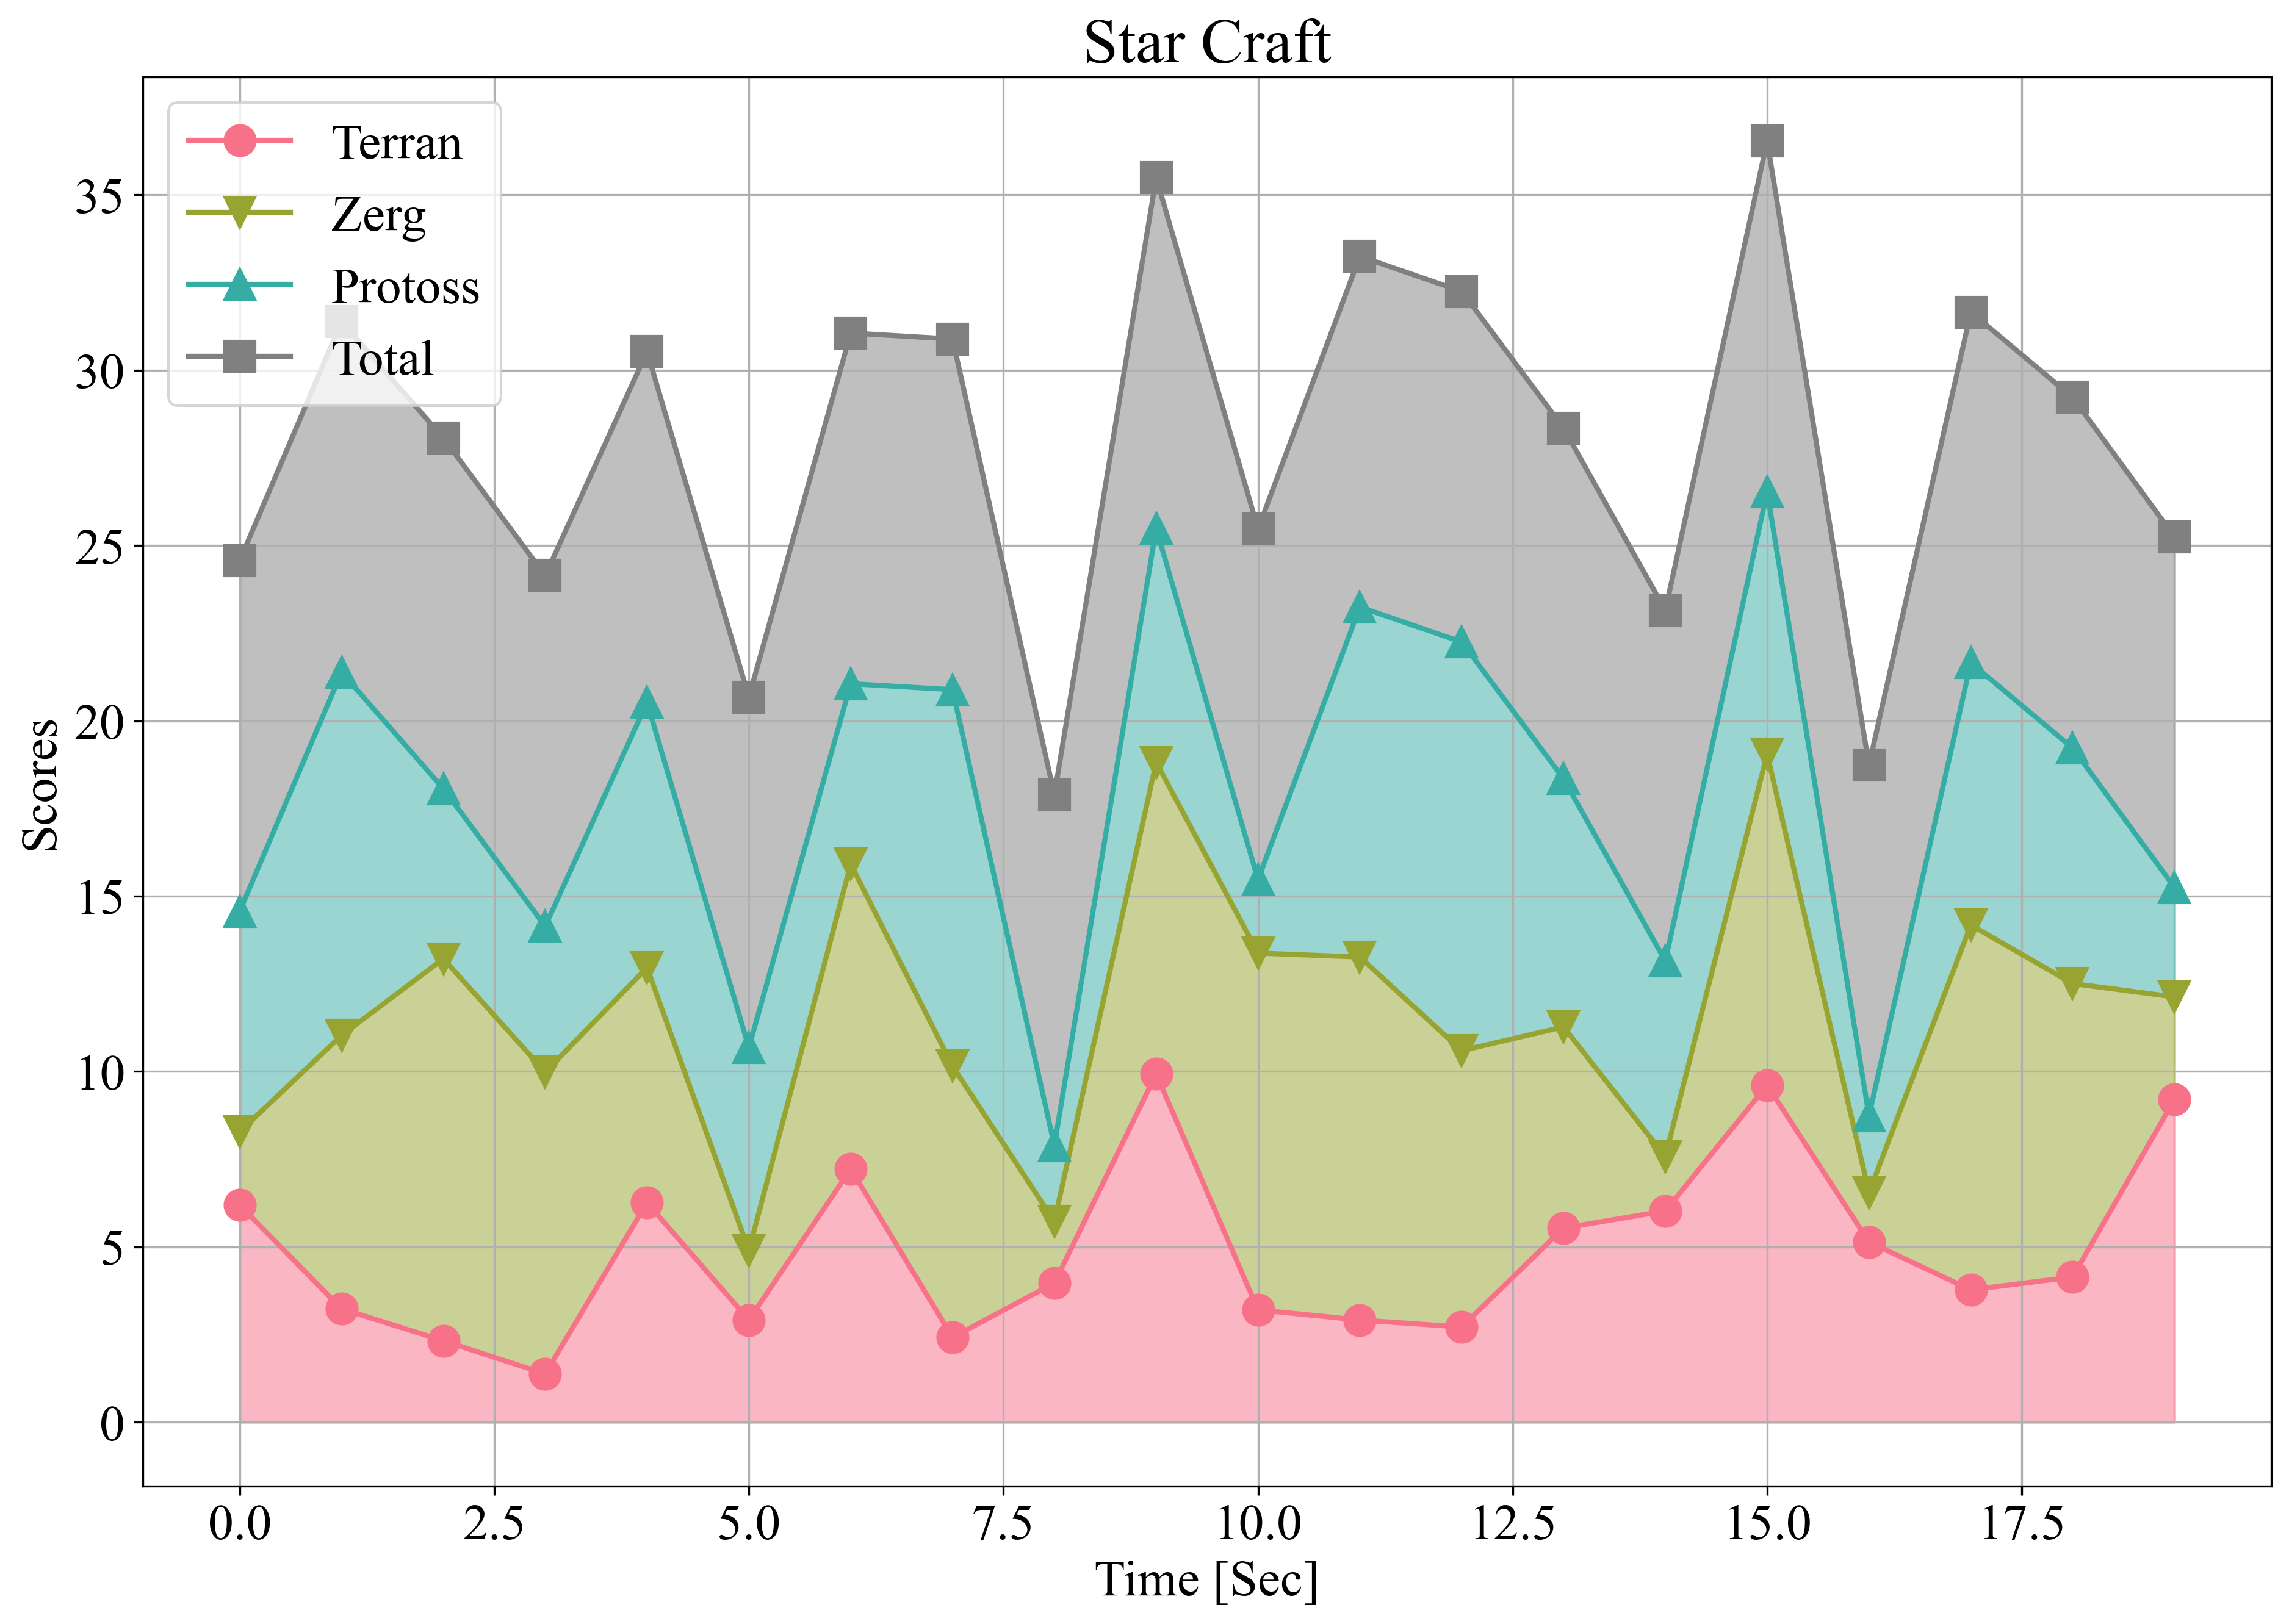 Star Craft
Terran
Zerg
Protoss
Total
Scores
35
30
25
20
15
10
5
0
0.0 2.5 5.0 7.5 10.0 12.5 15.0 17.5
Time [Sec]